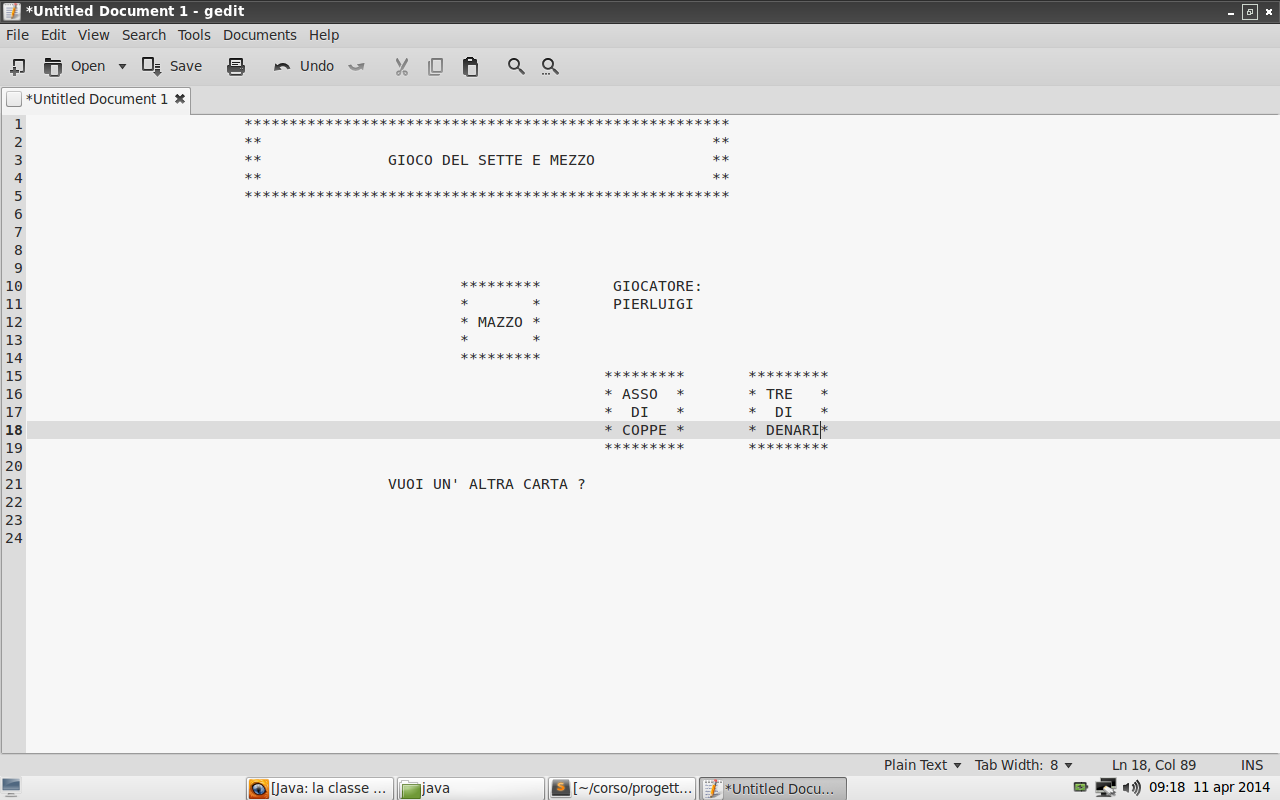 *Untitled Document 1 - gedit
File Edit View Search Tools Documents Help
Open Save Undo
*Untitled Document 1
1 ******************************************************
2 ** **
3 ** GIOCO DEL SETTE E MEZZO **
4 ** **
5 ******************************************************
6
7
8
9
10 ********* GIOCATORE:
11 * * PIERLUIGI
12 * MAZZO *
13 * *
14 *********
15 ********* *********
16 * ASSO * * TRE *
17 * DI * * DI *
18 * COPPE * * DENARI*
19 ********* *********
20
21 VUOI UN' ALTRA CARTA ?
22
23
24
Plain Text Tab Width: 8 Ln 18, Col 89 INS
[Java: la classe ... java [~/corso/progett... *Untitled Docu... 09:18 11 apr 2014